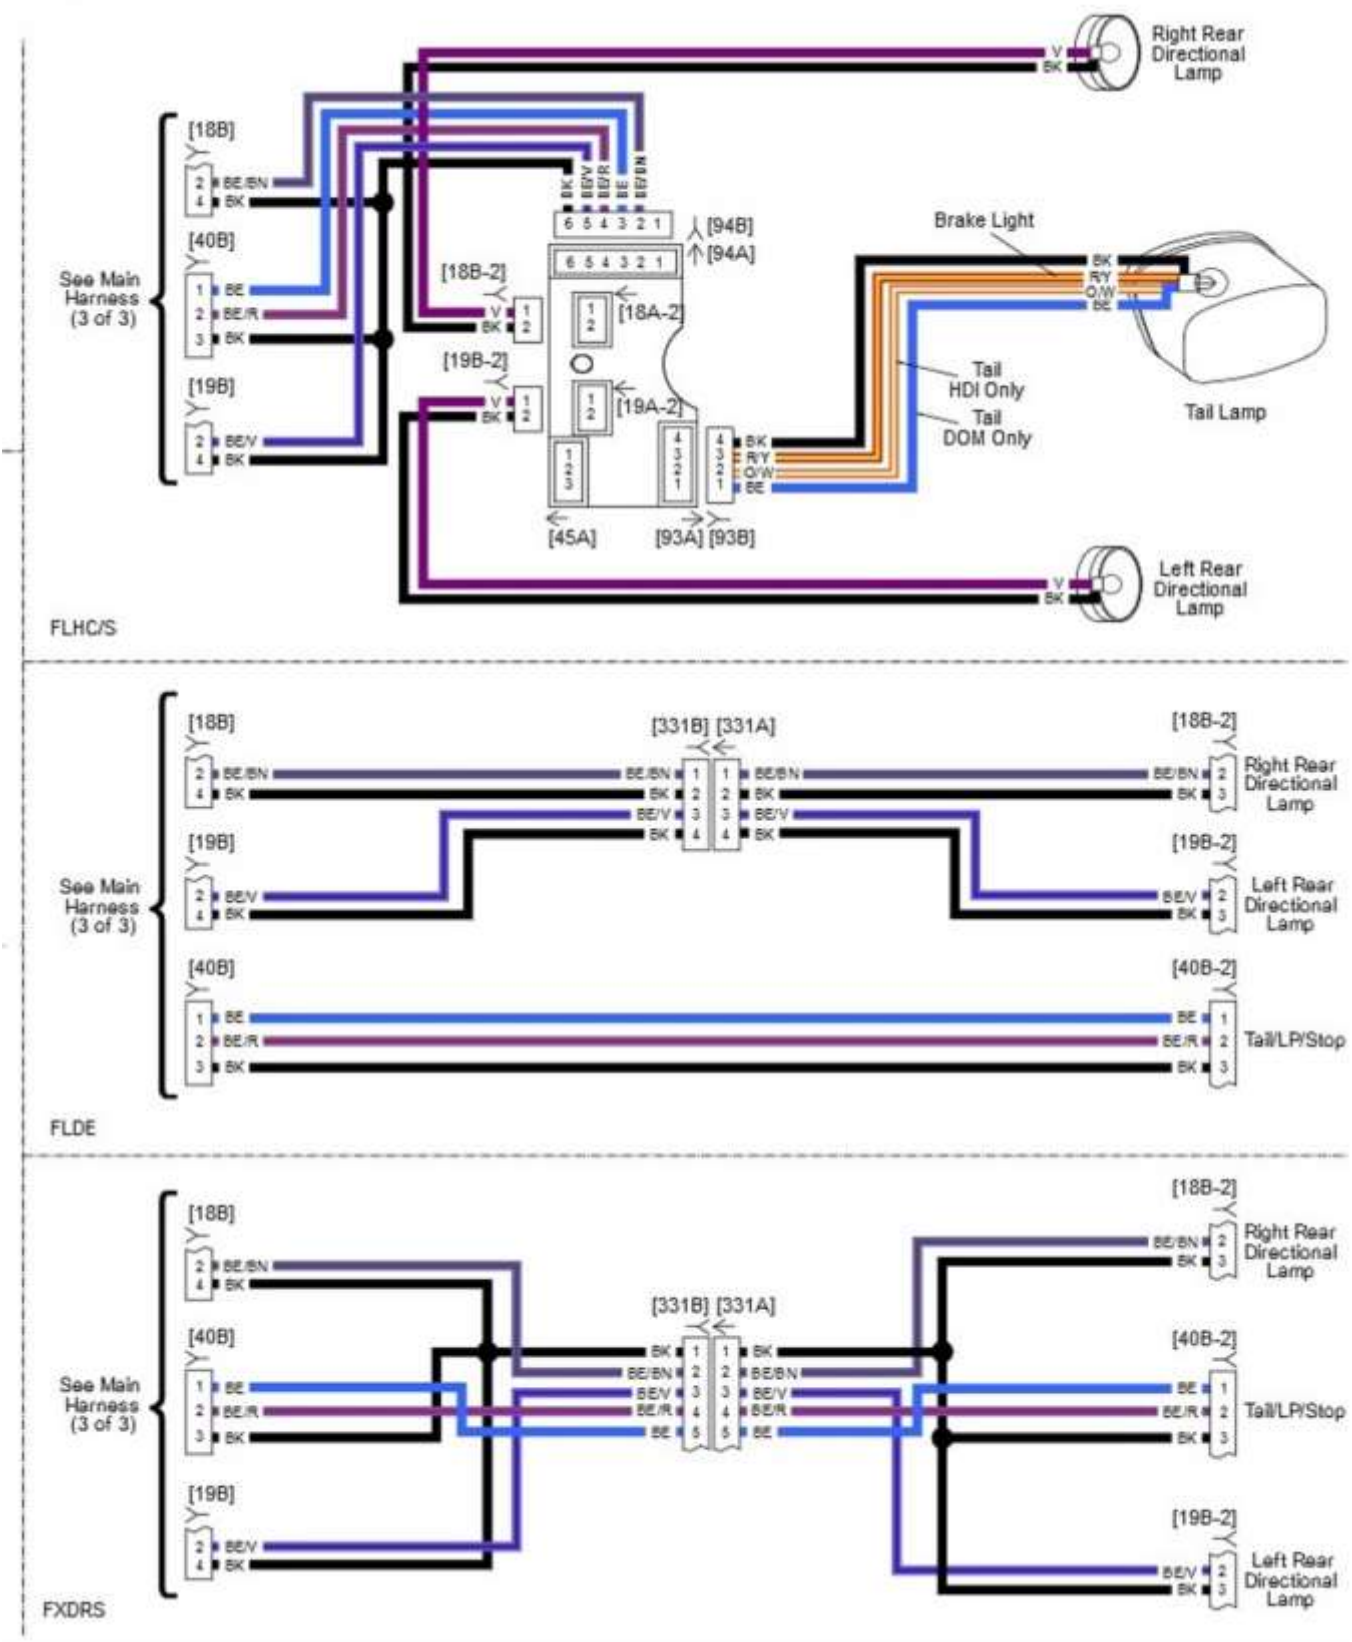 Right Rear
Directional
Lamp
V
BK
[18B]
2 BE/BN
4 BK
[40B]
1 BE
2 BE/R
3 BK
[19B]
2 BE/V
4 BK
See Main
Harness
(3 of 3)
BK
BE/V
BE/R
BE
BE/BN
6 5 4 3 2 1
[94B]
[94A]
6 5 4 3 2 1
[18B-2]
V 1
BK 2
1
2
[18A-2]
[19B-2]
V 1
BK 2
1
2
[19A-2]
1
2
3
[45A]
4
3
2
1
[93A] [93B]
4 BK
3 R/Y
2 O/W
1 BE
Brake Light
BK
R/Y
O/W
BE
Tail
HDI Only
Tail
DOM Only
Tail Lamp
V
BK
Left Rear
Directional
Lamp
FLHC/S
[18B]
2 BE/BN
4 BK
[19B]
2 BE/V
4 BK
See Main
Harness
(3 of 3)
[40B]
1 BE
2 BE/R
3 BK
[331B] [331A]
BE/BN 1 1 BE/BN
BK 2 2 BK
BE/V 3 3 BE/V
BK 4 4 BK
[18B-2]
BE/BN 2
BK 3
Right Rear
Directional
Lamp
[19B-2]
BE/V 2
BK 3
Left Rear
Directional
Lamp
[40B-2]
BE 1
BE/R 2
BK 3
Tail/LP/Stop
FLDE
[18B]
2 BE/BN
4 BK
[40B]
1 BE
2 BE/R
3 BK
See Main
Harness
(3 of 3)
[19B]
2 BE/V
4 BK
[331B] [331A]
BK 1 1 BK
BE/BN 2 2 BE/BN
BE/V 3 3 BE/V
BE/R 4 4 BE/R
BE 5 5 BE
[18B-2]
BE/BN 2
BK 3
Right Rear
Directional
Lamp
[40B-2]
BE 1
BE/R 2
BK 3
Tail/LP/Stop
[19B-2]
BE/V 2
BK 3
Left Rear
Directional
Lamp
FXDRS